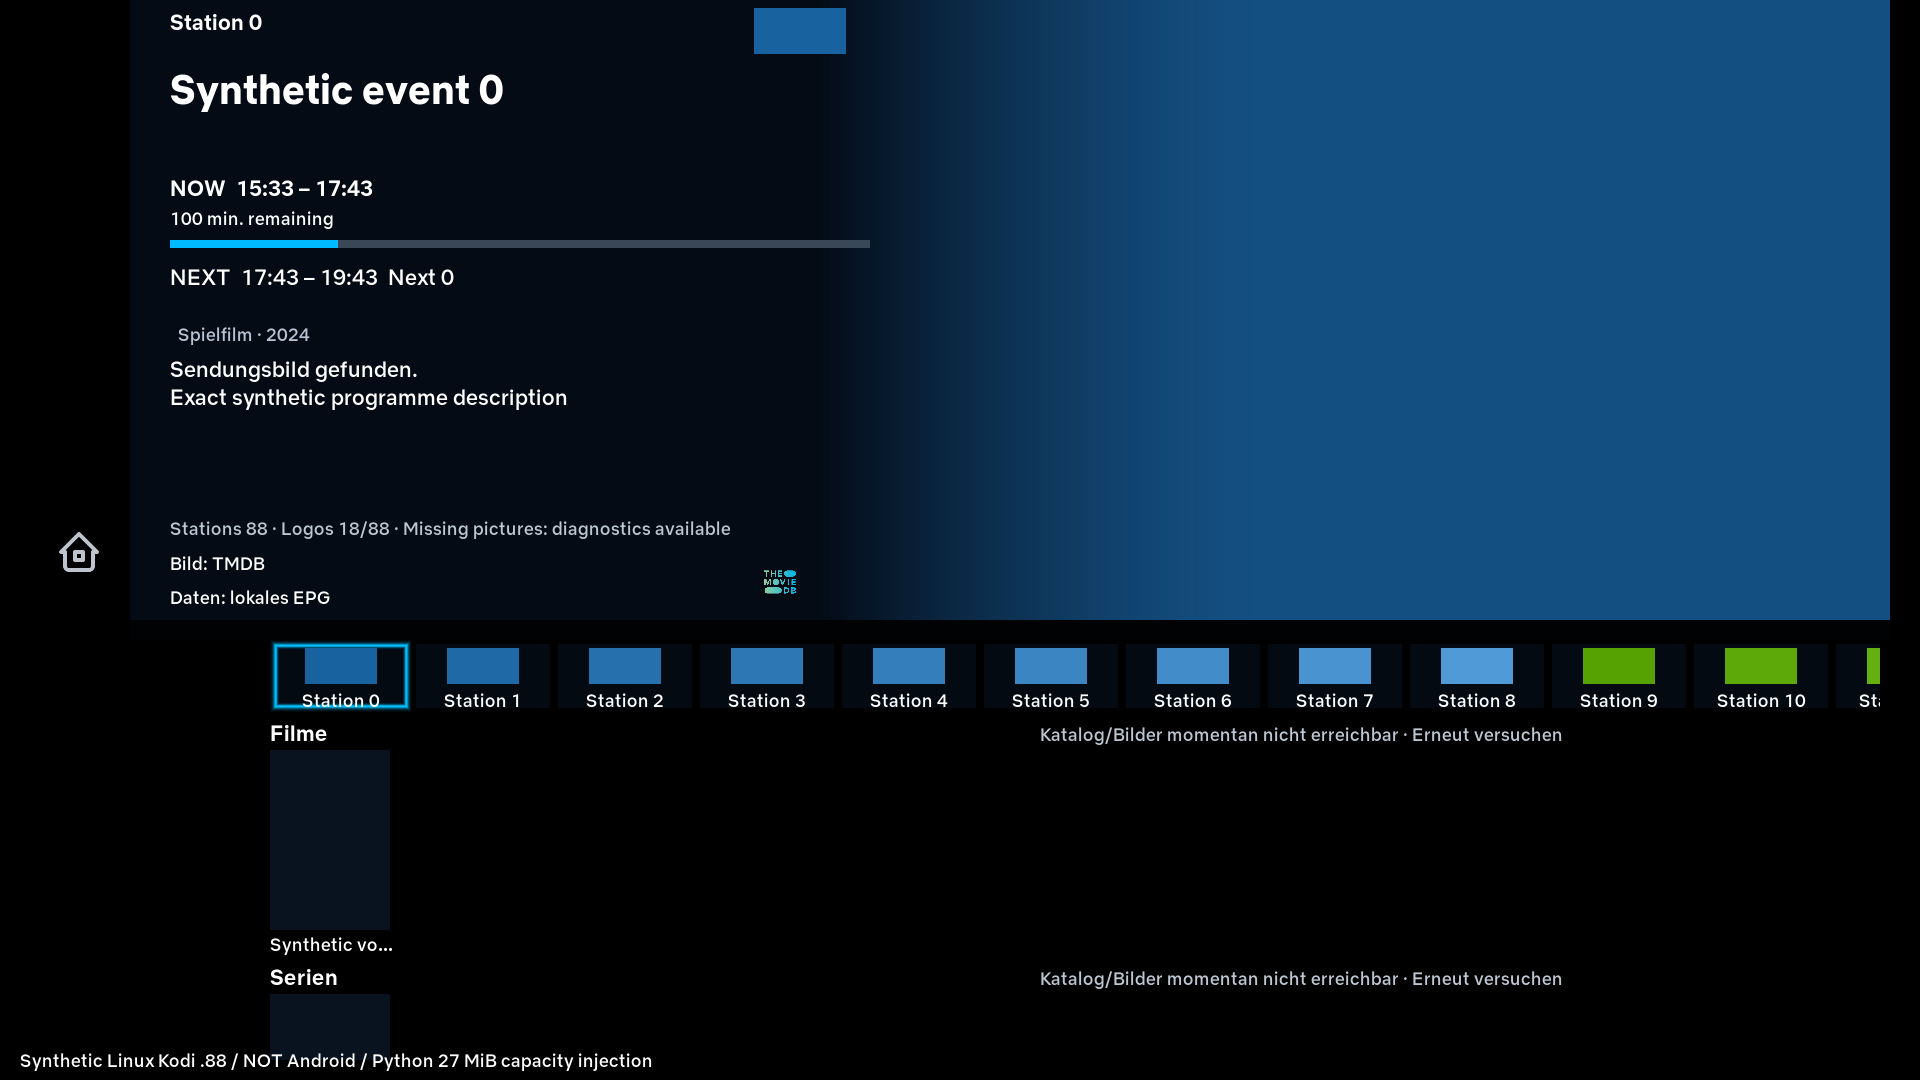 Station 0
Synthetic event 0
NOW 15:33 – 17:43
100 min. remaining
NEXT 17:43 – 19:43 Next 0
Spielfilm · 2024
Sendungsbild gefunden.
Exact synthetic programme description
Stations 88 · Logos 18/88 · Missing pictures: diagnostics available
Bild: TMDB
THE MOVIE DB
Daten: lokales EPG
Station 0 Station 1 Station 2 Station 3 Station 4 Station 5 Station 6 Station 7 Station 8 Station 9 Station 10
Filme Katalog/Bilder momentan nicht erreichbar · Erneut versuchen
Synthetic vo...
Serien Katalog/Bilder momentan nicht erreichbar · Erneut versuchen
Synthetic Linux Kodi .88 / NOT Android / Python 27 MiB capacity injection